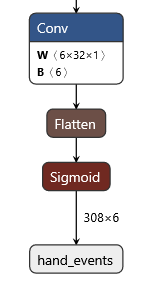 Conv
W ⟨6×32×1⟩
B ⟨6⟩
Flatten
Sigmoid
308×6
hand_events